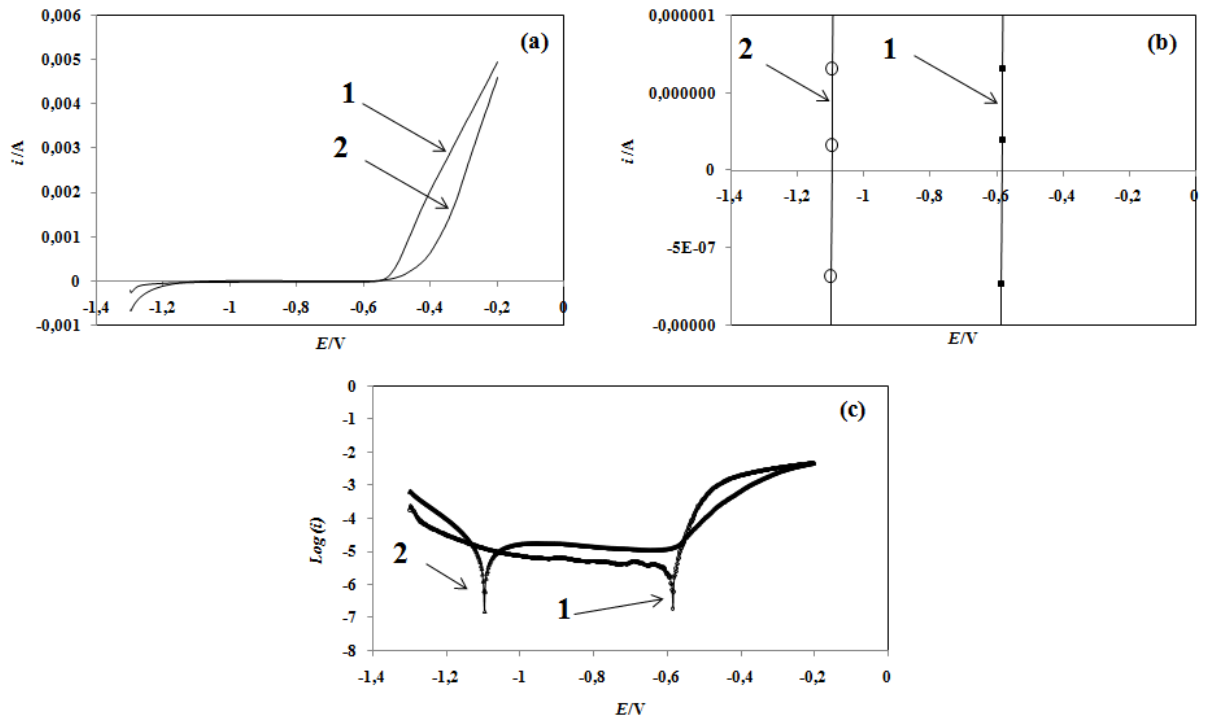 (a)
0,006
0,005
0,004
0,003
0,002
0,001
0
-0,001
-1,4 -1,2 -1 -0,8 -0,6 -0,4 -0,2 0
i/A
E/V
1
2
(b)
0,000001
0,000000
0
-5E-07
-0,00000
-1,4 -1,2 -1 -0,8 -0,6 -0,4 -0,2 0
i/A
E/V
2
1
(c)
0
-1
-2
-3
-4
-5
-6
-7
-8
-1,4 -1,2 -1 -0,8 -0,6 -0,4 -0,2 0
Log (i)
E/V
2
1